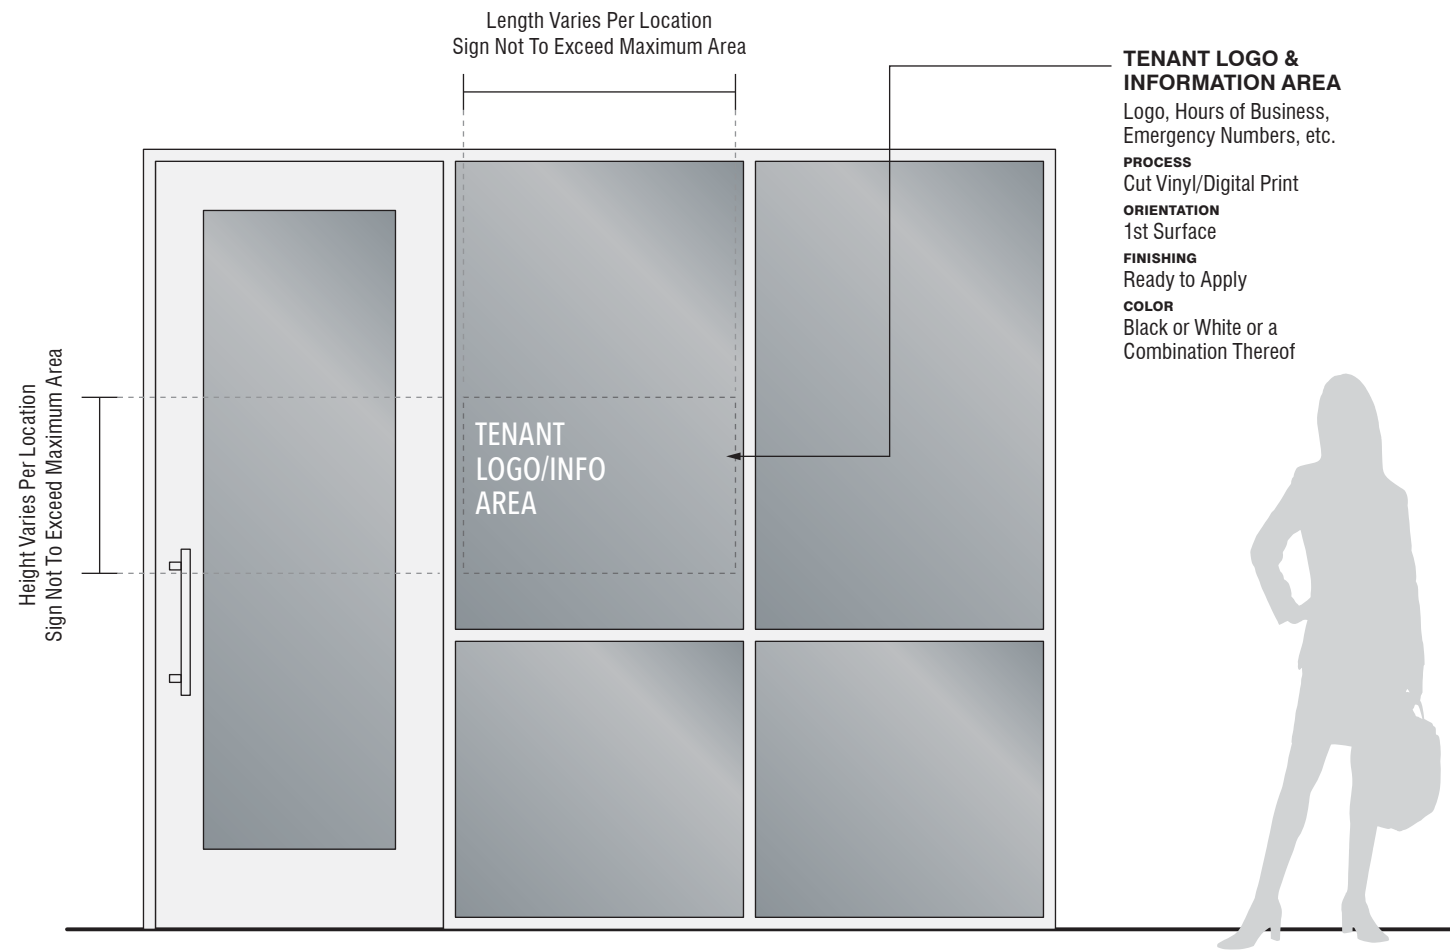 Length Varies Per Location
Sign Not To Exceed Maximum Area
TENANT LOGO &
INFORMATION AREA
Logo, Hours of Business,
Emergency Numbers, etc.
PROCESS
Cut Vinyl/Digital Print
ORIENTATION
1st Surface
FINISHING
Ready to Apply
COLOR
Black or White or a
Combination Thereof
Height Varies Per Location
Sign Not To Exceed Maximum Area
TENANT
LOGO/INFO
AREA